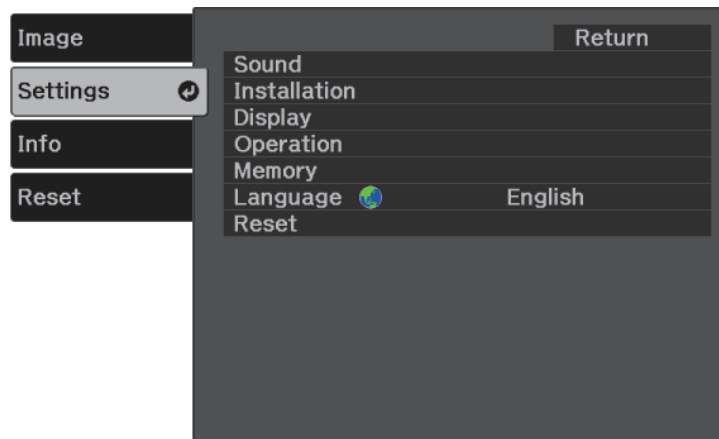 Image
Settings
Info
Reset
Return
Sound
Installation
Display
Operation
Memory
Language English
Reset